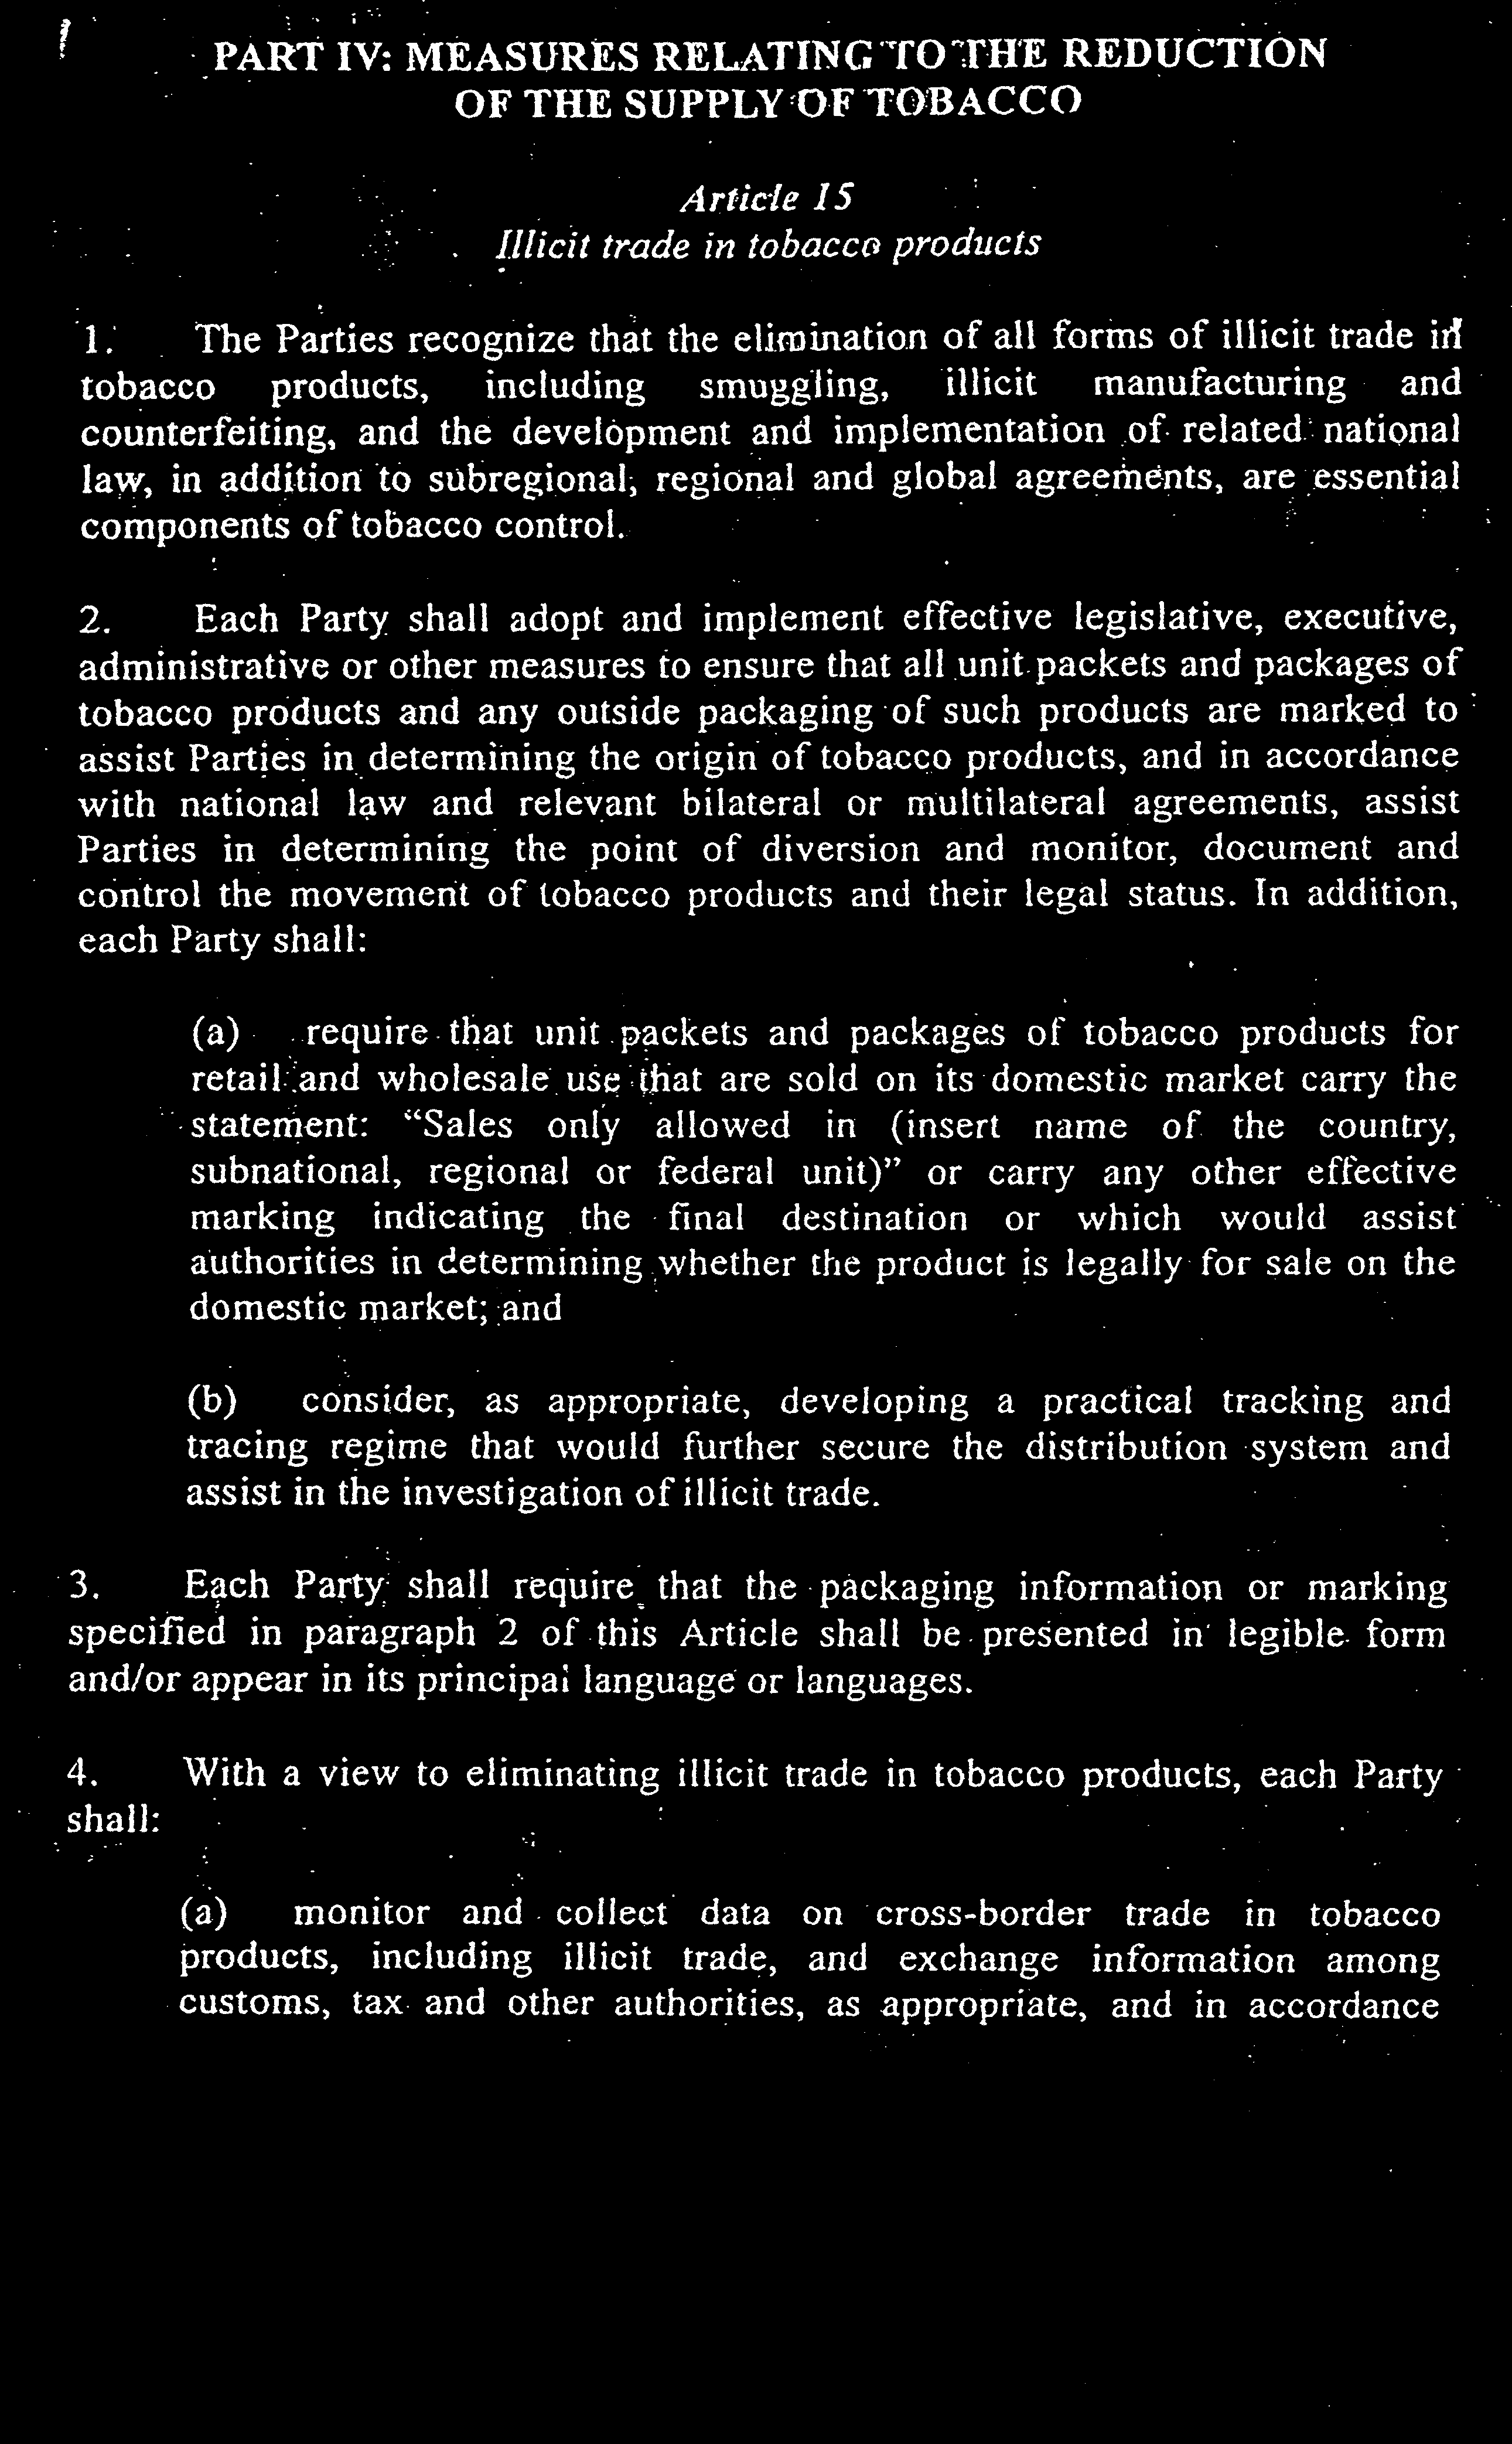 PART IV: MEASURES RELATING TO THE REDUCTION
OF THE SUPPLY OF TOBACCO
Article 15
Illicit trade in tobacco products
1. The Parties recognize that the elimination of all forms of illicit trade in
tobacco products, including smuggling, illicit manufacturing and
counterfeiting, and the development and implementation of related national
law, in addition to subregional, regional and global agreements, are essential
components of tobacco control.
2. Each Party shall adopt and implement effective legislative, executive,
administrative or other measures to ensure that all unit packets and packages of
tobacco products and any outside packaging of such products are marked to
assist Parties in determining the origin of tobacco products, and in accordance
with national law and relevant bilateral or multilateral agreements, assist
Parties in determining the point of diversion and monitor, document and
control the movement of tobacco products and their legal status. In addition,
each Party shall:
(a) require that unit packets and packages of tobacco products for
retail and wholesale use that are sold on its domestic market carry the
statement: “Sales only allowed in (insert name of the country,
subnational, regional or federal unit)” or carry any other effective
marking indicating the final destination or which would assist
authorities in determining whether the product is legally for sale on the
domestic market; and
(b) consider, as appropriate, developing a practical tracking and
tracing regime that would further secure the distribution system and
assist in the investigation of illicit trade.
3. Each Party shall require that the packaging information or marking
specified in paragraph 2 of this Article shall be presented in legible form
and/or appear in its principal language or languages.
4. With a view to eliminating illicit trade in tobacco products, each Party
shall:
(a) monitor and collect data on cross-border trade in tobacco
products, including illicit trade, and exchange information among
customs, tax and other authorities, as appropriate, and in accordance